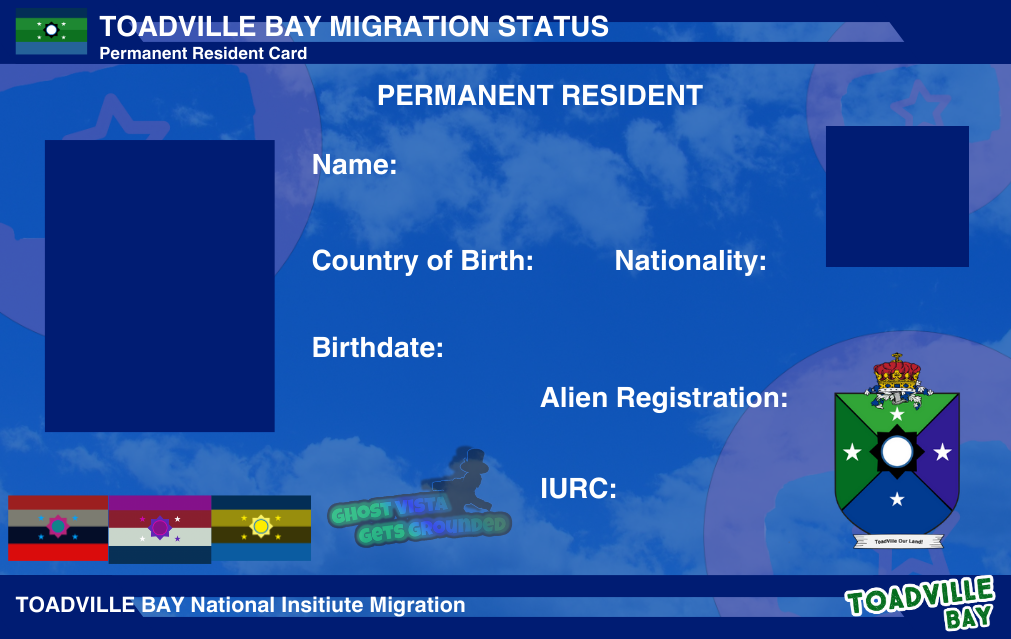 TOADVILLE BAY MIGRATION STATUS
Permanent Resident Card
PERMANENT RESIDENT
Name:
Country of Birth: Nationality:
Birthdate:
Alien Registration:
IURC:
GHOST VISTA
GETS GROUNDED
ToadVille Our Land!
TOADVILLE BAY National Insitiute Migration
TOADVILLE
BAY